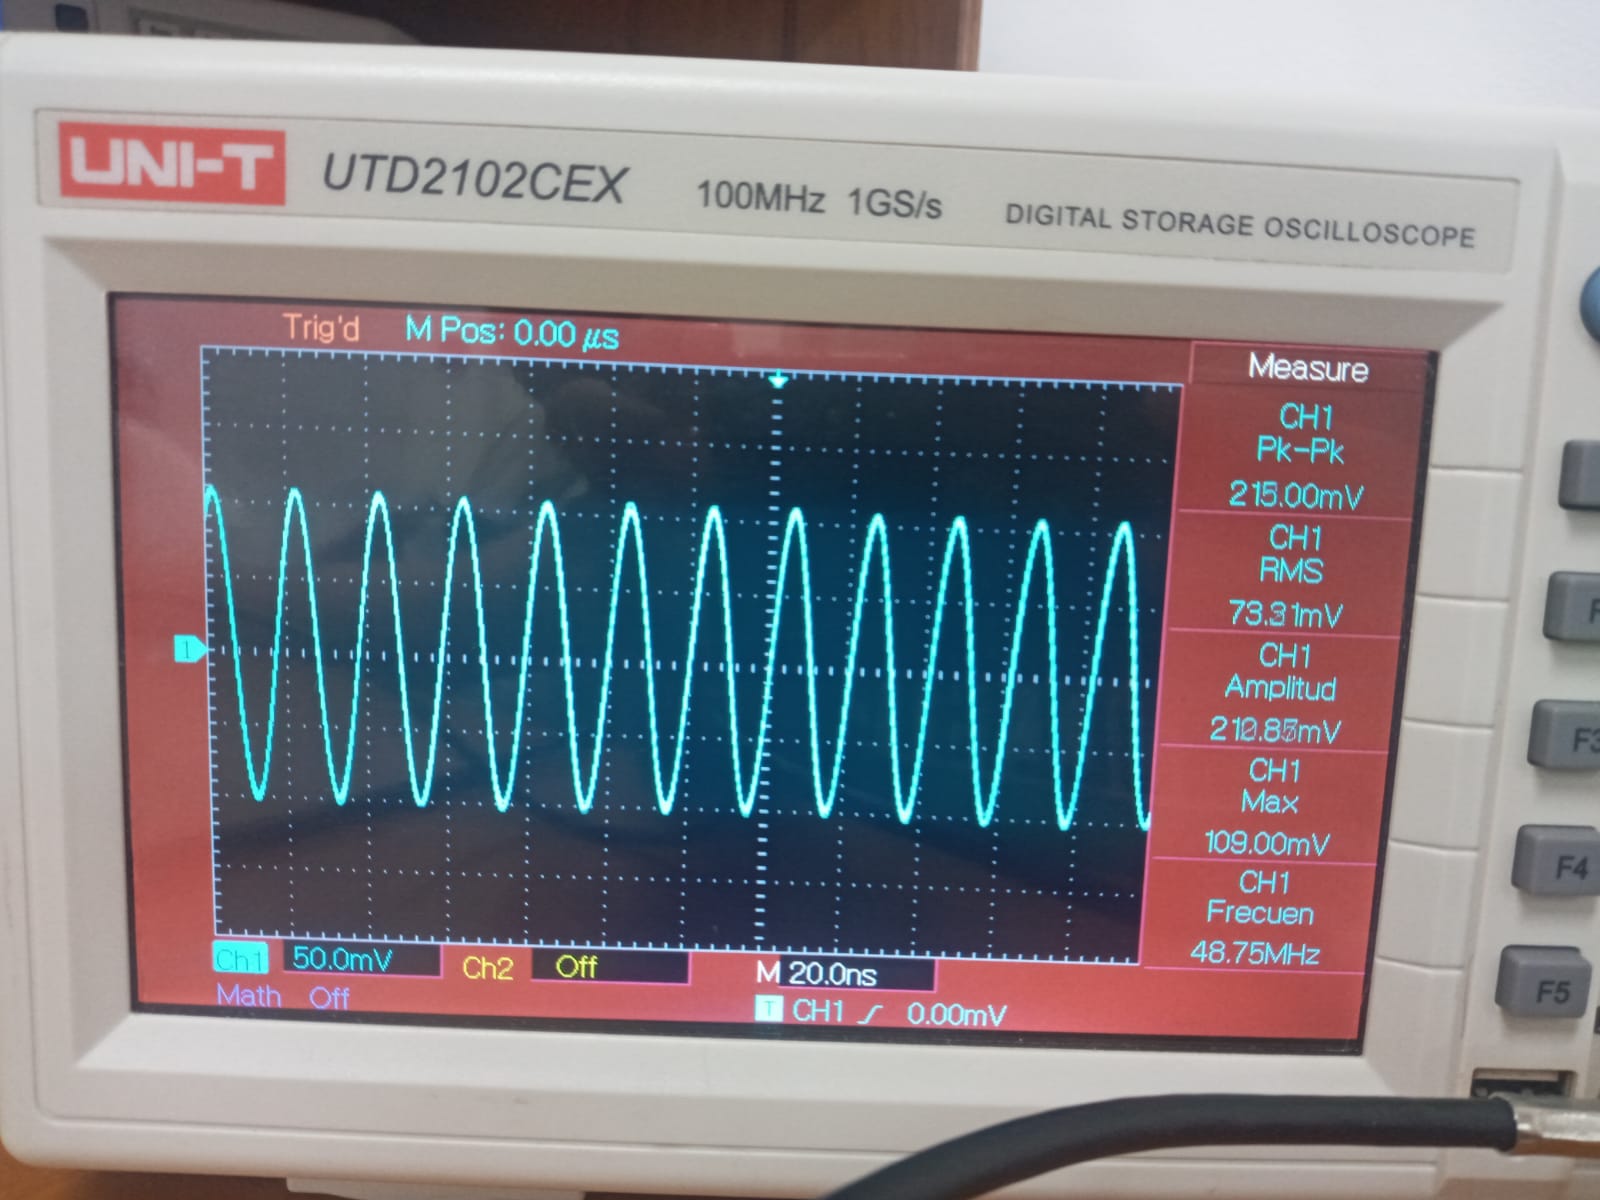 UNI-T UTD2102CEX 100MHz 1GS/s DIGITAL STORAGE OSCILLOSCOPE
Trig'd M Pos: 0.00 μs
Measure
CH1
Pk-Pk
215.00mV
CH1
RMS
CH1
Amplitud
CH1
Max
109.00mV
CH1
Frecuen
48.75MHz
1
Ch1 50.0mV Ch2 Off M 20.0ns
Math Off T CH1 0.00mV
F3
F4
F5